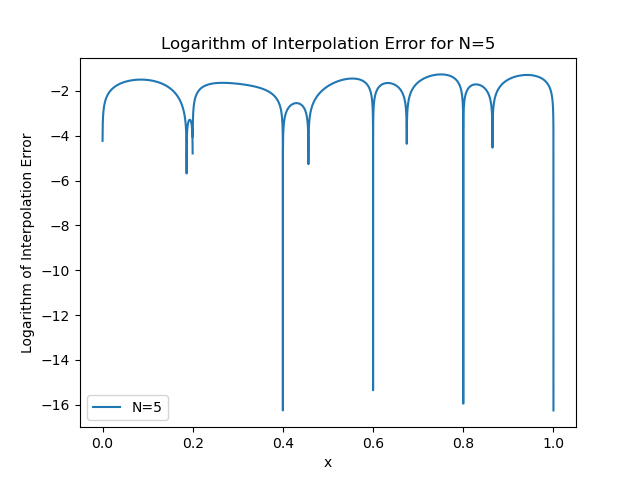 Logarithm of Interpolation Error for N=5
Logarithm of Interpolation Error
−2
−4
−6
−8
−10
−12
−14
−16
N=5
0.0 0.2 0.4 0.6 0.8 1.0
x